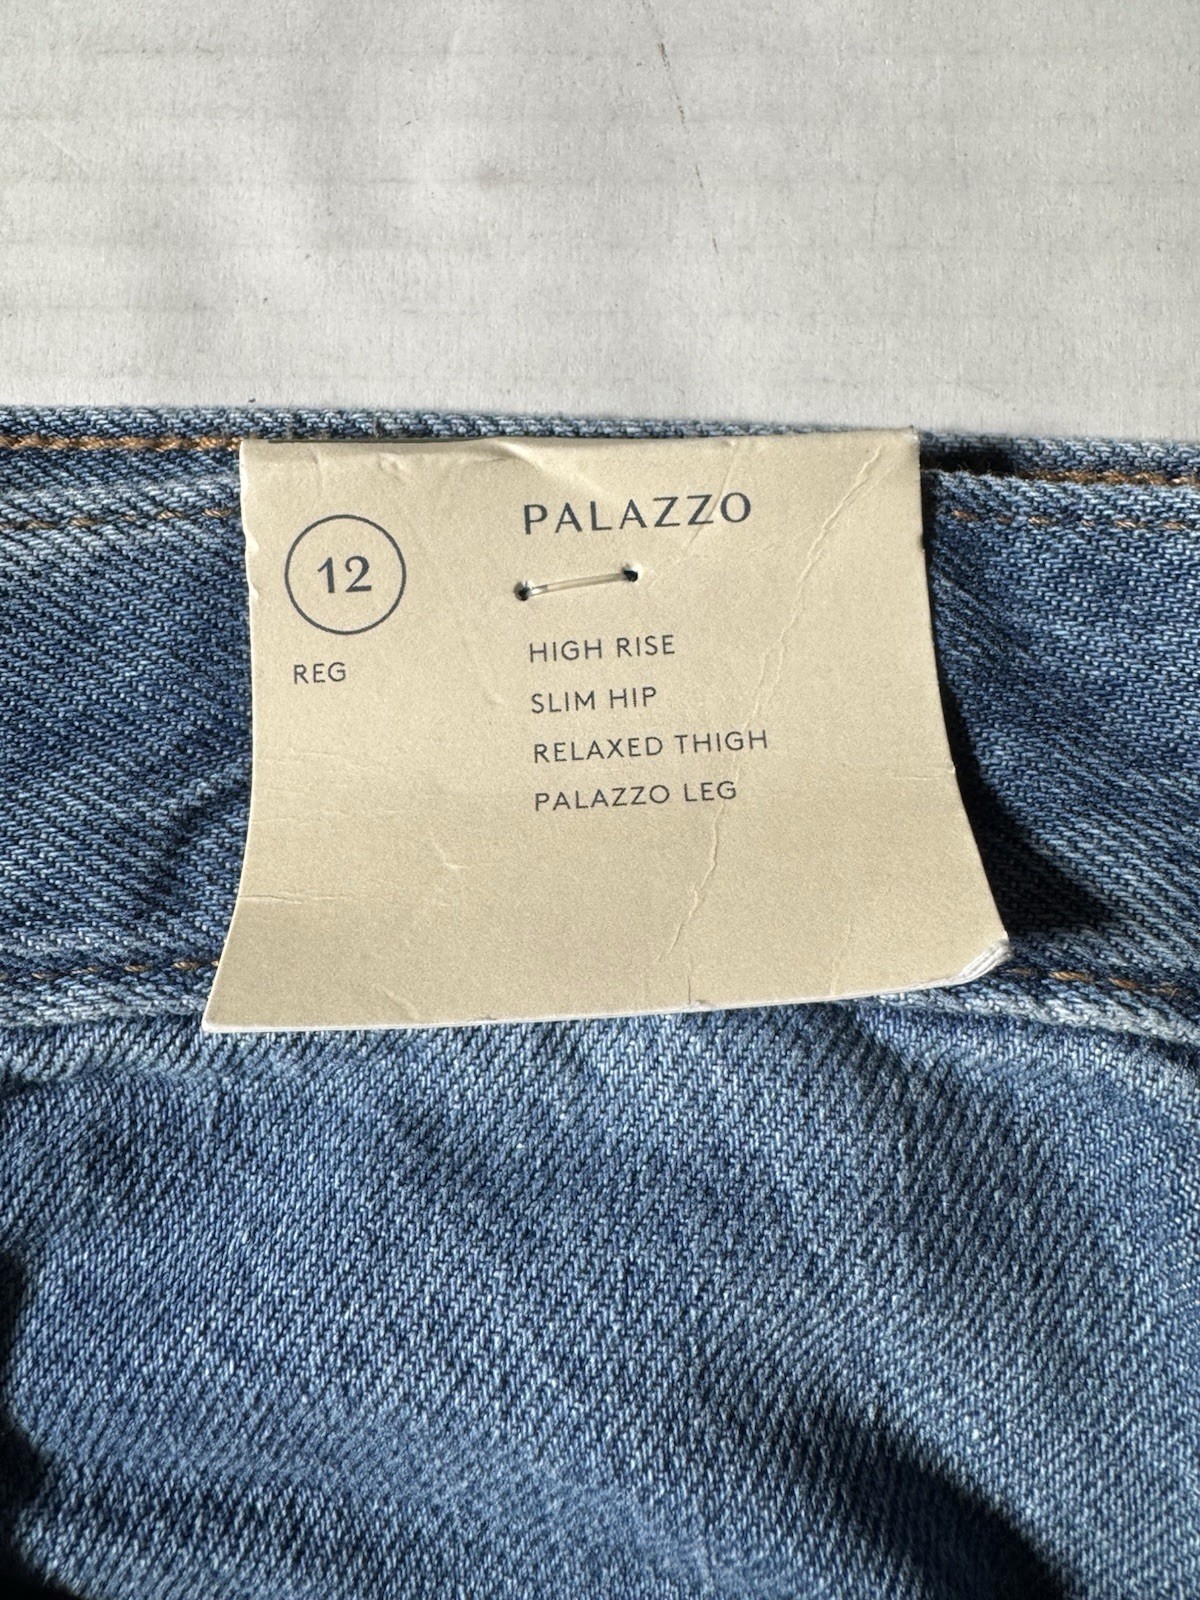 PALAZZO
12
REG
HIGH RISE
SLIM HIP
RELAXED THIGH
PALAZZO LEG